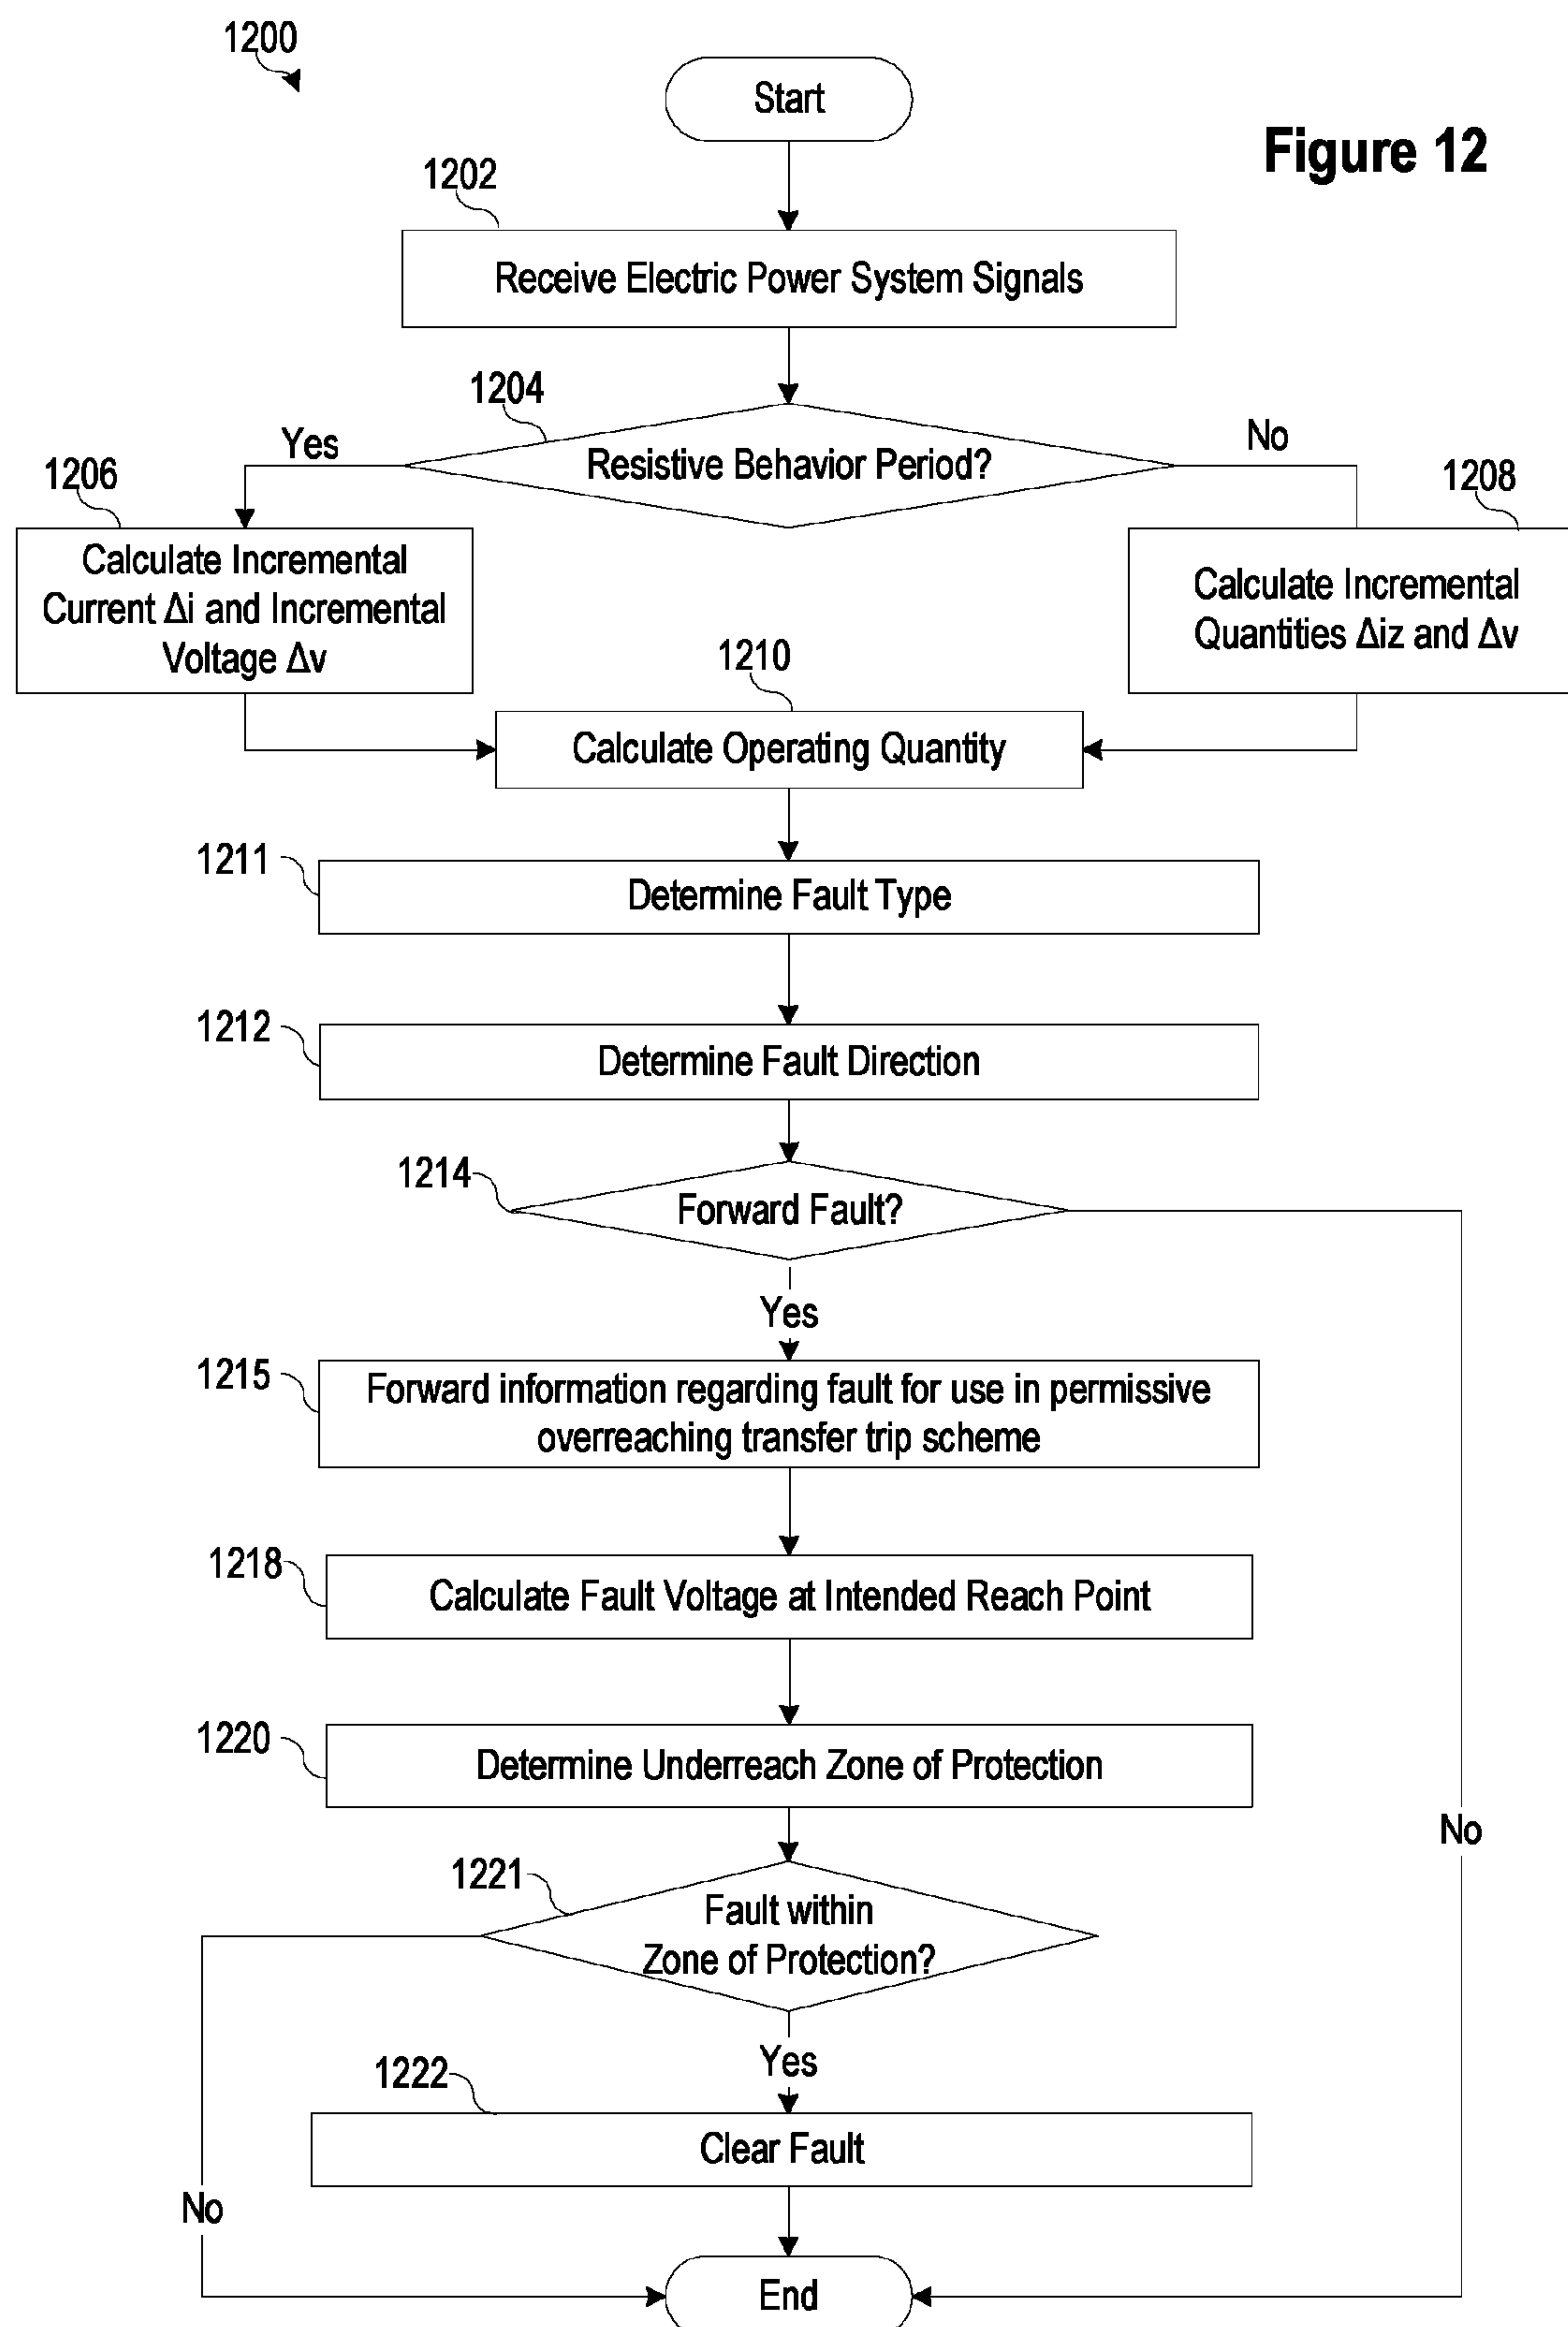 1200
Start
Figure 12
1202
Receive Electric Power System Signals
1204
Yes
Resistive Behavior Period?
No
1206
Calculate Incremental
Current Δi and Incremental
Voltage Δv
1208
Calculate Incremental
Quantities Δiz and Δv
1210
Calculate Operating Quantity
1211
Determine Fault Type
1212
Determine Fault Direction
1214
Forward Fault?
Yes
1215
Forward information regarding fault for use in permissive
overreaching transfer trip scheme
1218
Calculate Fault Voltage at Intended Reach Point
1220
Determine Underreach Zone of Protection
No
1221
Fault within
Zone of Protection?
Yes
1222
Clear Fault
No
End